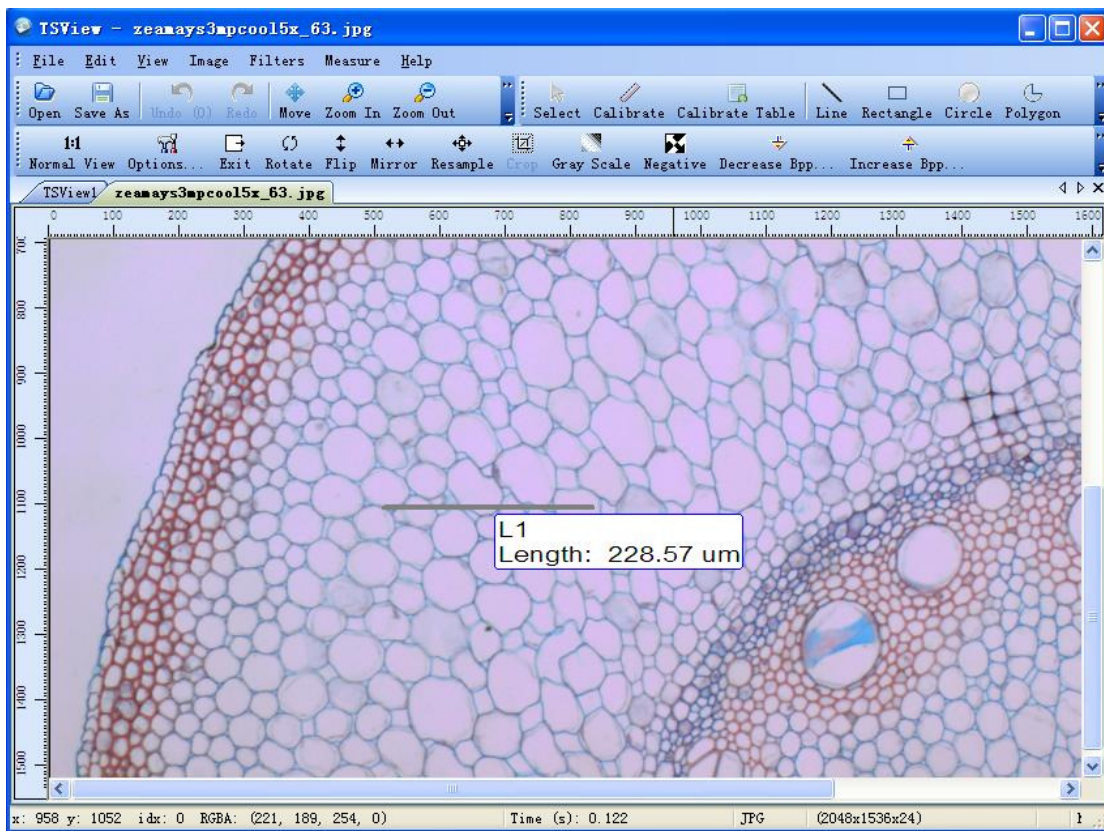 TSView - zeamays3mpcool5x_63.jpg
File Edit View Image Filters Measure Help
Open Save As Undo (0) Redo Move Zoom In Zoom Out Select Calibrate Calibrate Table Line Rectangle Circle Polygon
1:1
Normal View Options... Exit Rotate Flip Mirror Resample Crop Gray Scale Negative Decrease Bpp... Increase Bpp...
TSView1 zeamays3mpcool5x_63.jpg
0 100 200 300 400 500 600 700 800 900 1000 1100 1200 1300 1400 1500 1600
700
800
900
1000
1100
1200
1300
1400
1500
L1
Length: 228.57 um
x: 958 y: 1052 idx: 0 RGBA: (221, 189, 254, 0) Time (s): 0.122 JPG (2048x1536x24)